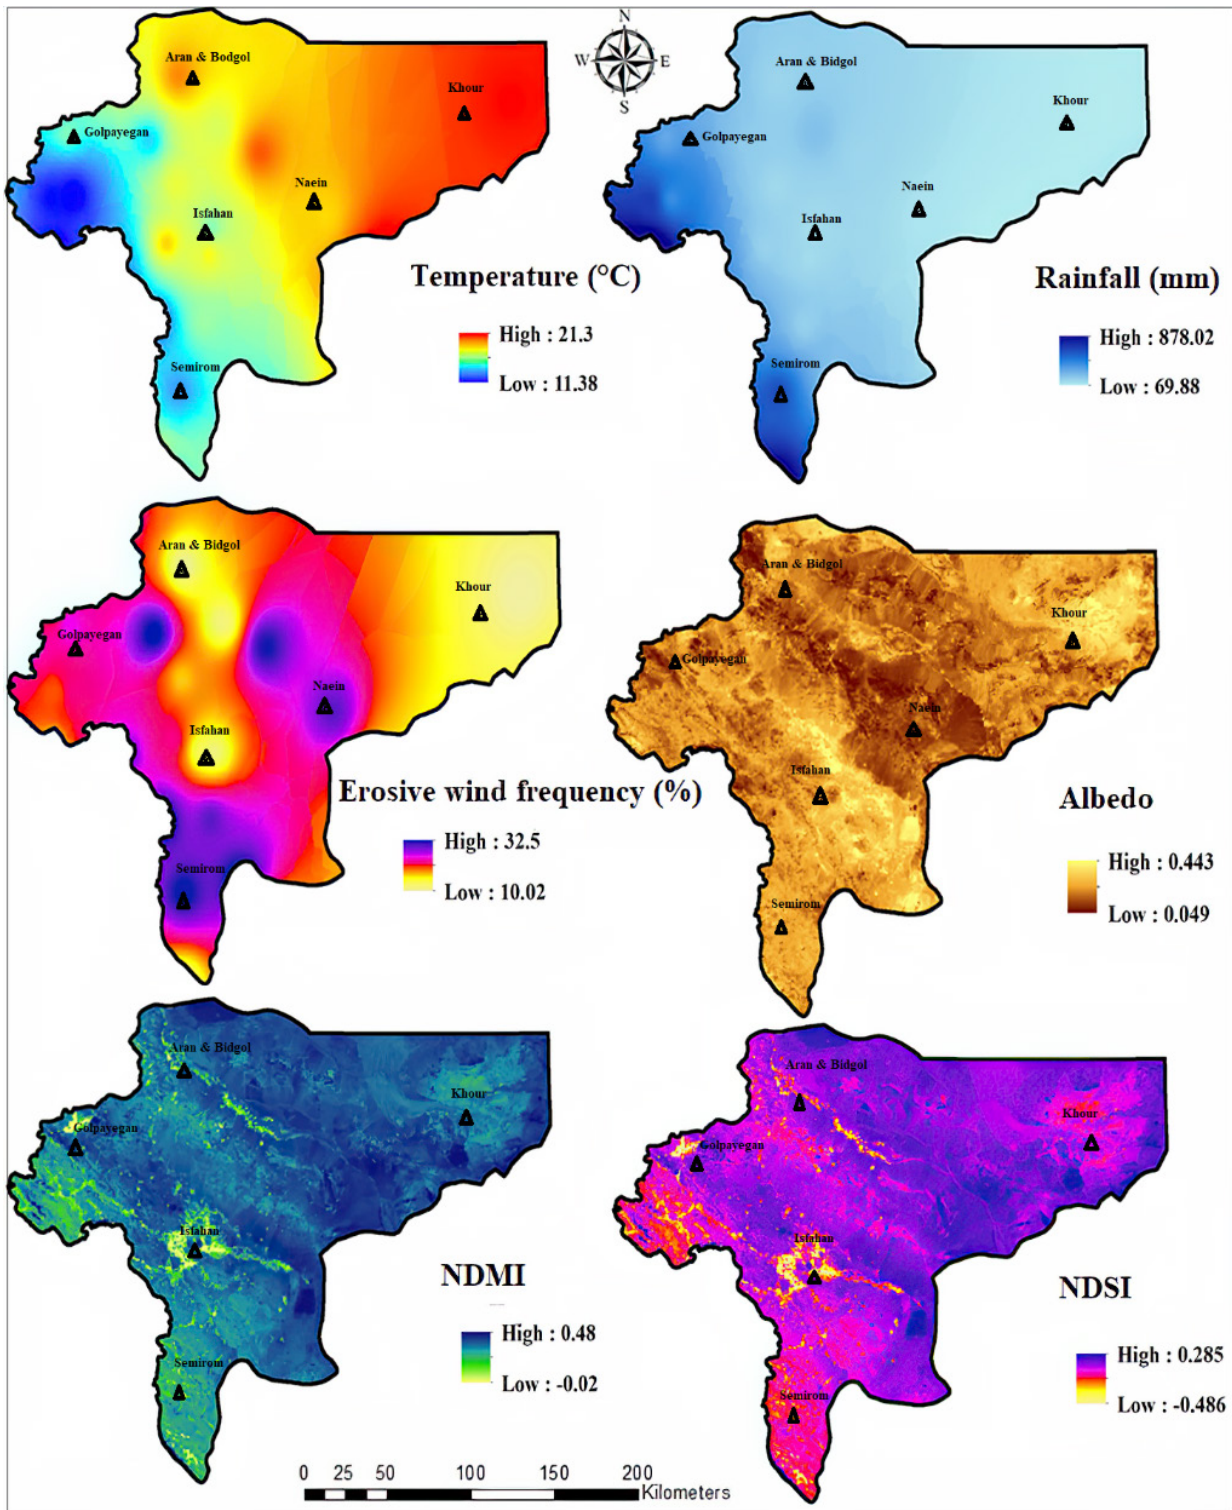 N
W E
S
Aran & Bodgol
Khour
Golpayegan
Naein
Isfahan
Semirom
Temperature (°C)
High : 21.3
Low : 11.38
Aran & Bidgol
Khour
Golpayegan
Naein
Isfahan
Semirom
Rainfall (mm)
High : 878.02
Low : 69.88
Aran & Bidgol
Khour
Golpayegan
Naein
Isfahan
Semirom
Erosive wind frequency (%)
High : 32.5
Low : 10.02
Aran & Bidgol
Khour
Golpayegan
Naein
Isfahan
Semirom
Albedo
High : 0.443
Low : 0.049
Aran & Bidgol
Khour
Golpayegan
Isfahan
Semirom
NDMI
High : 0.48
Low : -0.02
Aran & Bidgol
Khour
Golpayegan
Isfahan
Semirom
NDSI
High : 0.285
Low : -0.486
0 25 50 100 150 200
Kilometers